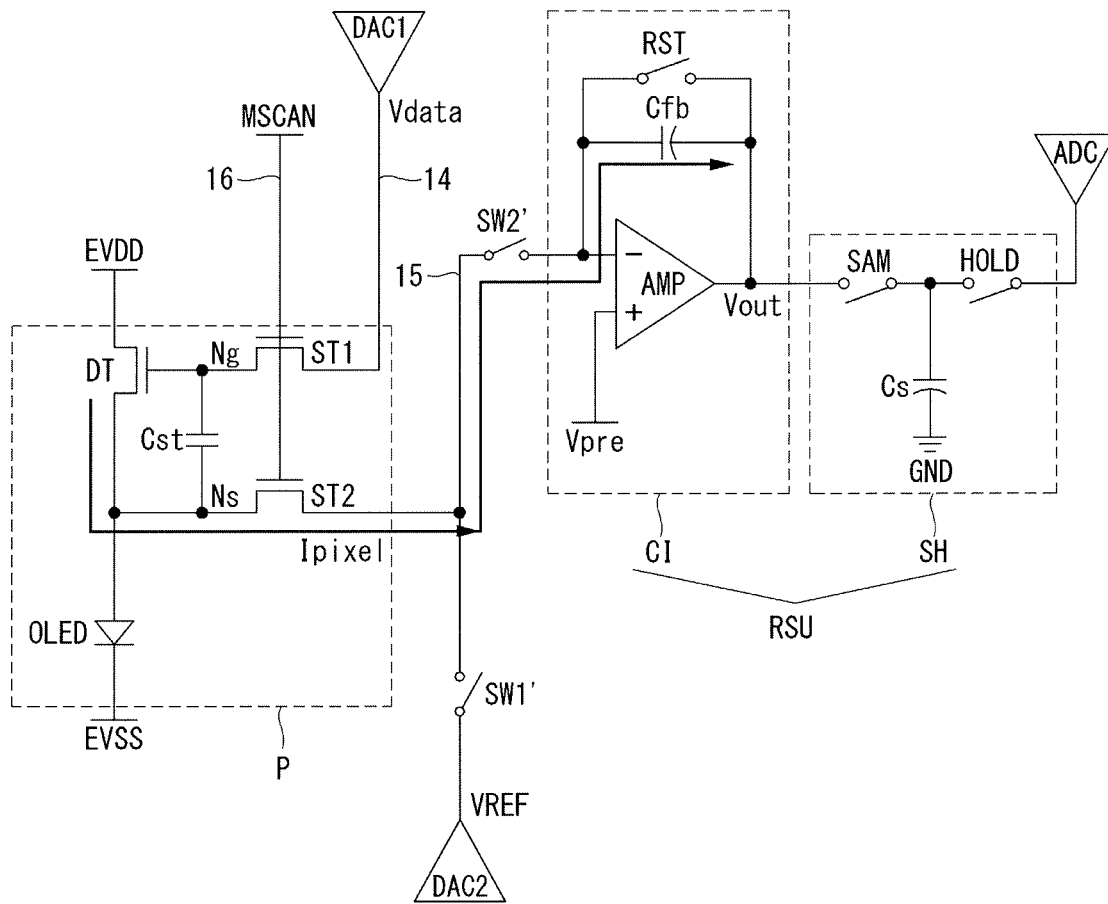 DAC1
RST
MSCAN
Vdata
Cfb
ADC
16
14
SW2'
EVDD
15
−
SAM
HOLD
AMP
Vout
+
DT
Ng
ST1
Cs
Cst
Vpre
GND
Ns
ST2
Ipixel
CI
SH
OLED
RSU
SW1'
EVSS
P
VREF
DAC2